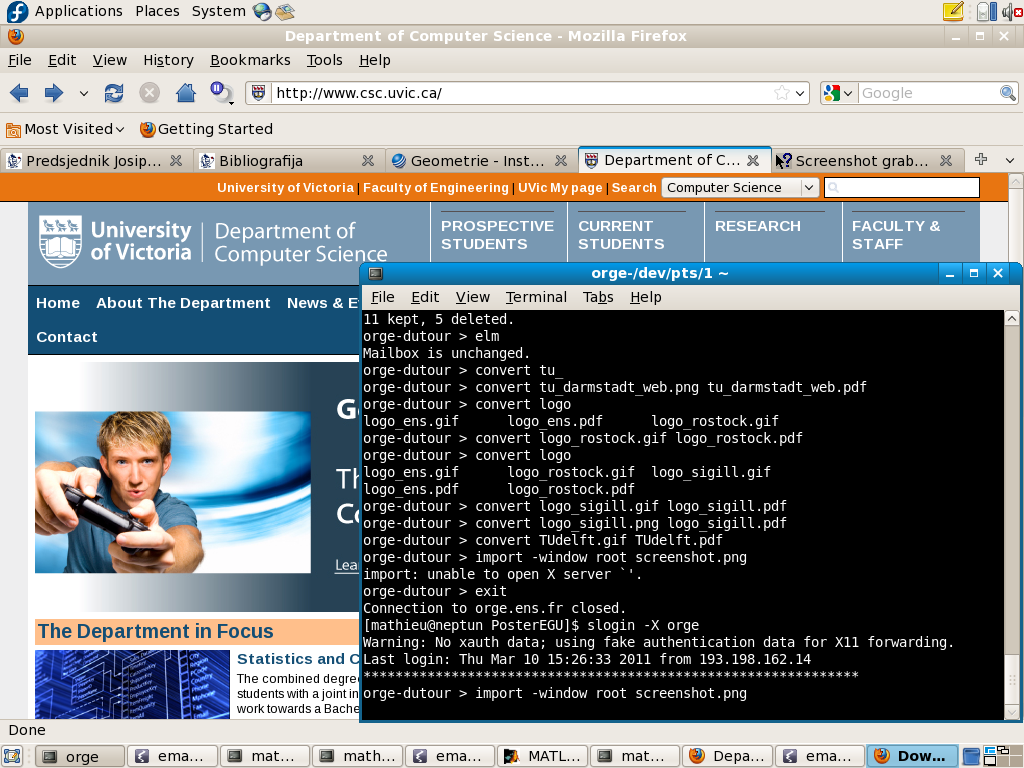 Applications Places System
Department of Computer Science - Mozilla Firefox
File Edit View History Bookmarks Tools Help
http://www.csc.uvic.ca/
Google
Most Visited Getting Started
Predsjednik Josip... Bibliografija Geometrie - Inst... Department of C... Screenshot grab...
University of Victoria | Faculty of Engineering | UVic My page | Search Computer Science
University of Victoria
Department of Computer Science
PROSPECTIVE STUDENTS
CURRENT STUDENTS
RESEARCH
FACULTY & STAFF
Home About The Department News & E
Contact
G
Th
Co
Lea
The Department in Focus
Statistics and C
The combined degree
students with a joint in
work towards a Bache
orge-/dev/pts/1 ~
File Edit View Terminal Tabs Help
11 kept, 5 deleted.
orge-dutour > elm
Mailbox is unchanged.
orge-dutour > convert tu_
orge-dutour > convert tu_darmstadt_web.png tu_darmstadt_web.pdf
orge-dutour > convert logo
logo_ens.gif logo_ens.pdf logo_rostock.gif
orge-dutour > convert logo_rostock.gif logo_rostock.pdf
orge-dutour > convert logo
logo_ens.gif logo_rostock.gif logo_sigill.gif
logo_ens.pdf logo_rostock.pdf
orge-dutour > convert logo_sigill.gif logo_sigill.pdf
orge-dutour > convert logo_sigill.png logo_sigill.pdf
orge-dutour > convert TUdelft.gif TUdelft.pdf
orge-dutour > import -window root screenshot.png
import: unable to open X server `'.
orge-dutour > exit
Connection to orge.ens.fr closed.
[mathieu@neptun PosterEGU]$ slogin -X orge
Warning: No xauth data; using fake authentication data for X11 forwarding.
Last login: Thu Mar 10 15:26:33 2011 from 193.198.162.14
**************************************************************
orge-dutour > import -window root screenshot.png
Done
orge ema... mat... math... ema... MATL... mat... Depa... ema... Dow...